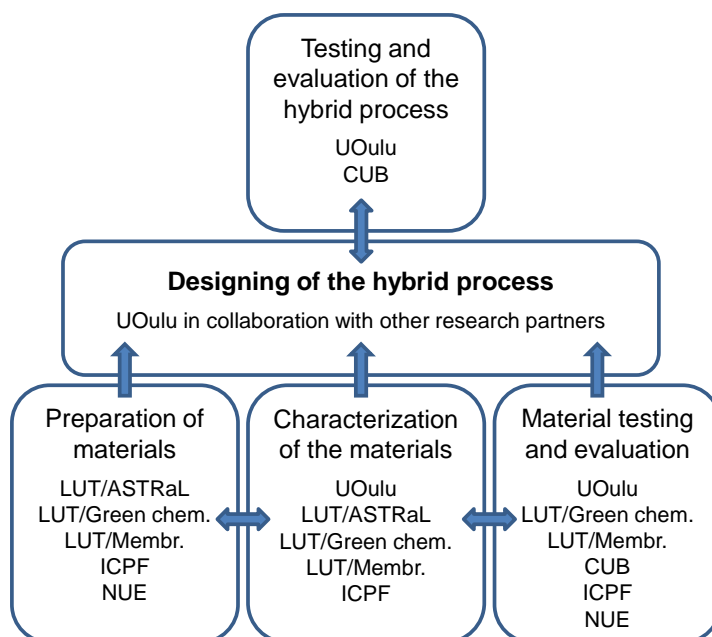 Testing and
evaluation of the
hybrid process
UOulu
CUB
Designing of the hybrid process
UOulu in collaboration with other research partners
Preparation of
materials
LUT/ASTRaL
LUT/Green chem.
LUT/Membr.
ICPF
NUE
Characterization
of the materials
UOulu
LUT/ASTRaL
LUT/Green chem.
LUT/Membr.
ICPF
Material testing
and evaluation
UOulu
LUT/Green chem.
LUT/Membr.
CUB
ICPF
NUE